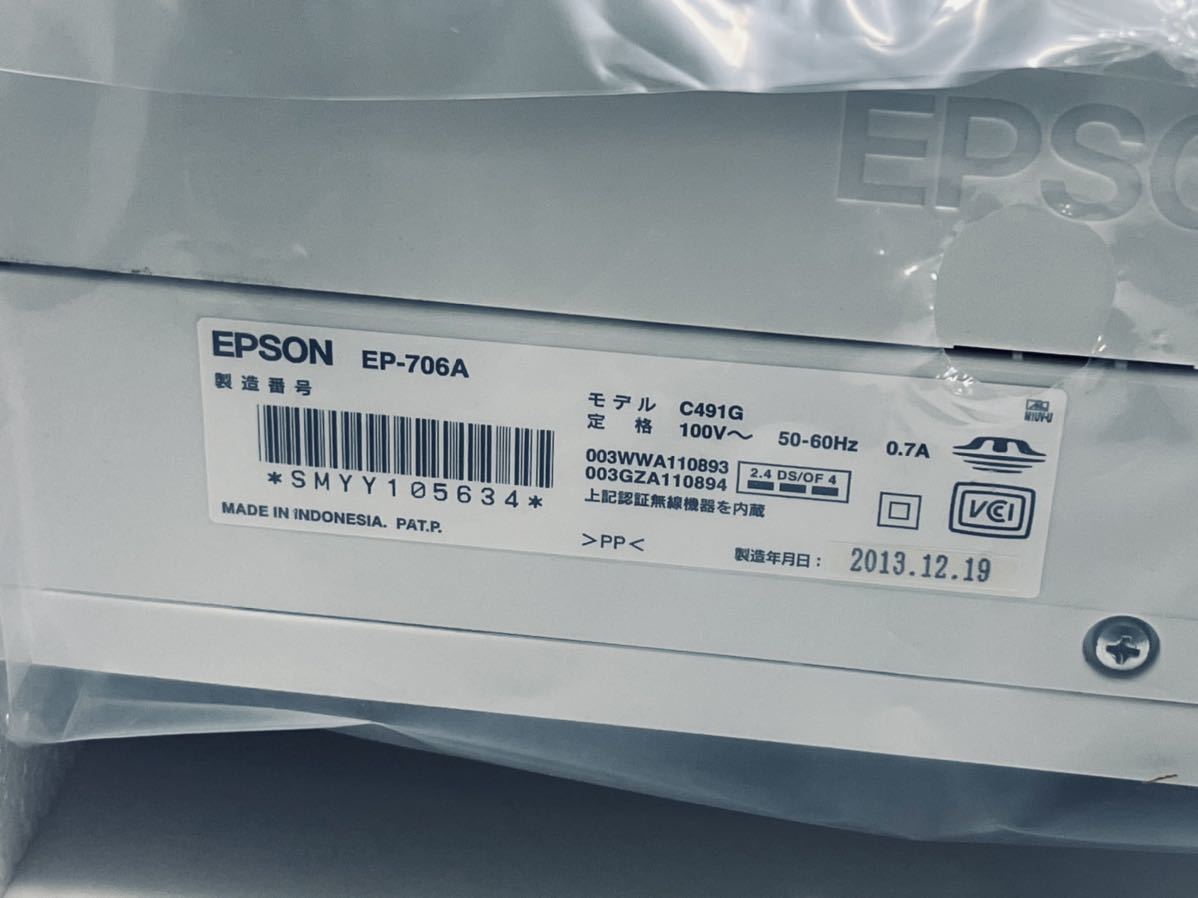 EPSO
EPSON EP-706A
製造番号
*SMYY105634*
MADE IN INDONESIA. PAT.P.
モデル C491G
定格 100V～ 50-60Hz 0.7A
003WWA110893
003GZA110894
2.4 DS/OF 4
上記認証無線機器を内蔵
>PP<
VCCI
製造年月日：2013.12.19